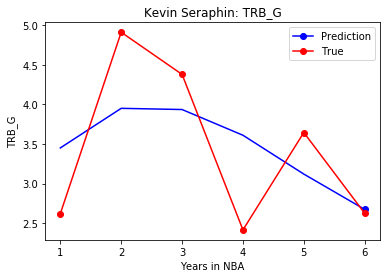 Kevin Seraphin: TRB_G
Prediction
True
TRB_G
5.0
4.5
4.0
3.5
3.0
2.5
1 2 3 4 5 6
Years in NBA